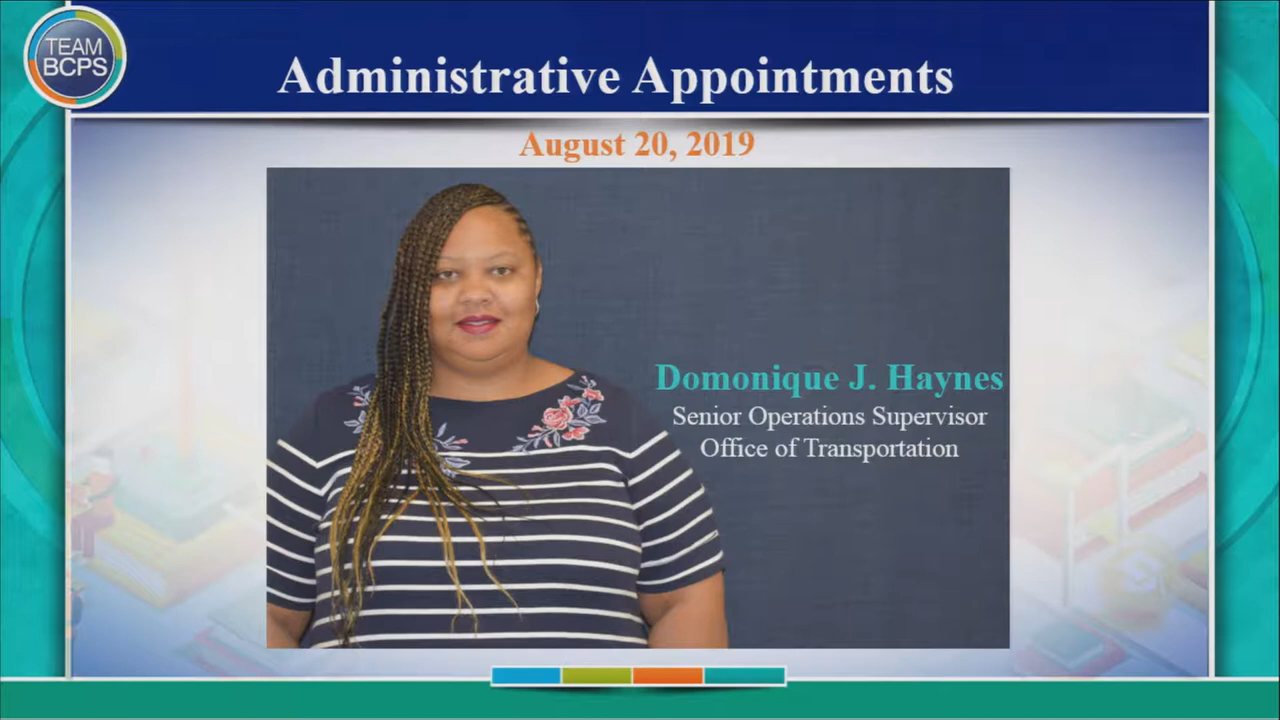 TEAM
BCPS
Administrative Appointments
August 20, 2019
Domonique J. Haynes
Senior Operations Supervisor
Office of Transportation